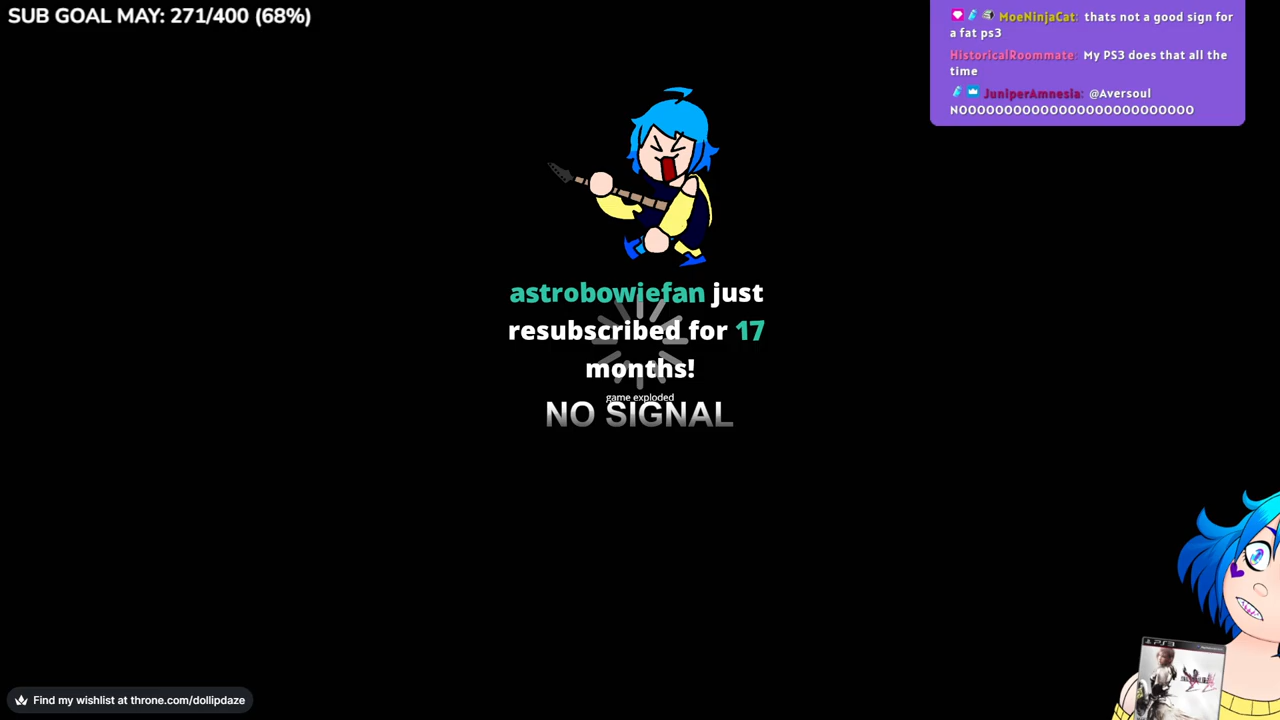 SUB GOAL MAY: 271/400 (68%)
MoeNinjaCat: thats not a good sign for
a fat ps3
HistoricalRoommate: My PS3 does that all the
time
JuniperAmnesia: @Aversoul
NOOOOOOOOOOOOOOOOOOOOOOOOOO
astrobowiefan just
resubscribed for 17
months!
game exploded
NO SIGNAL
PS3
Find my wishlist at throne.com/dollipdaze